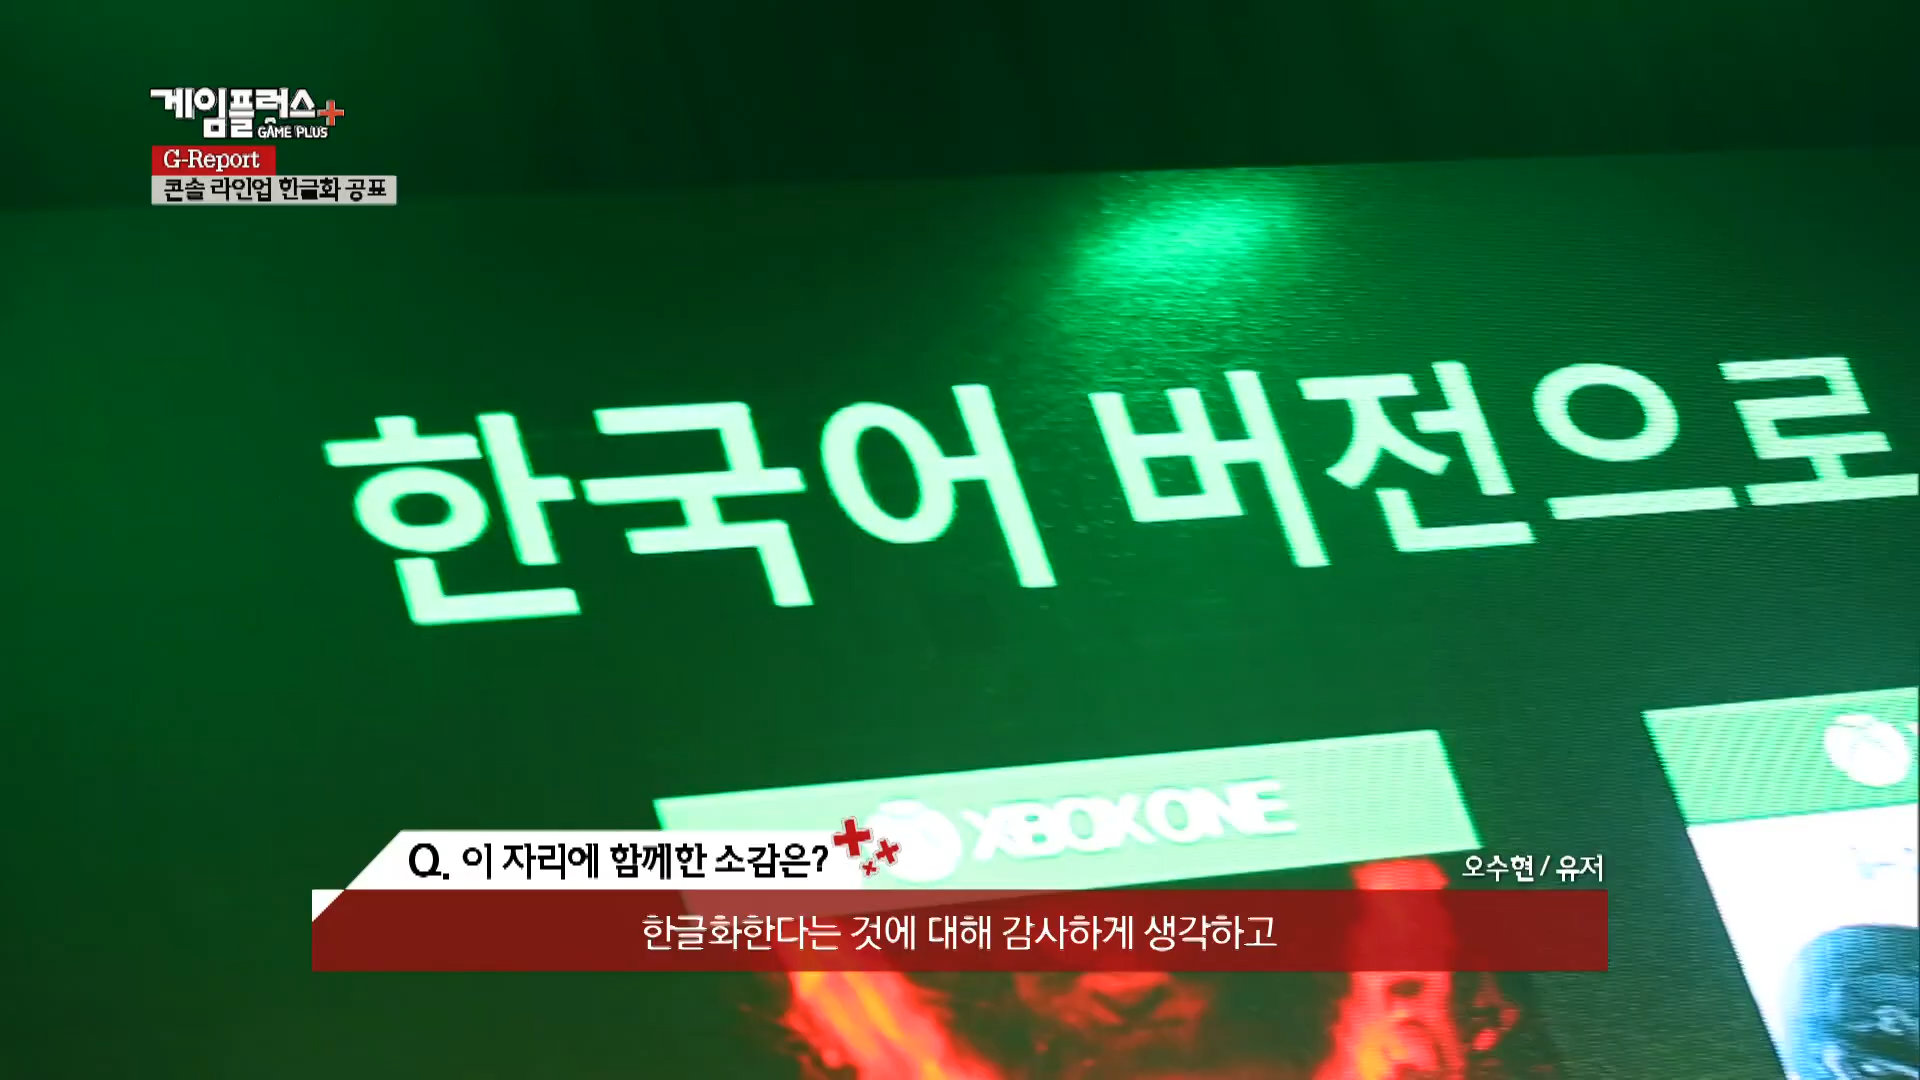 게임플러스+
GAME PLUS
G-Report
콘솔 라인업 한글화 공표
한국어 버전으로
XBOX ONE
Q. 이 자리에 함께한 소감은?
오수현 / 유저
한글화한다는 것에 대해 감사하게 생각하고